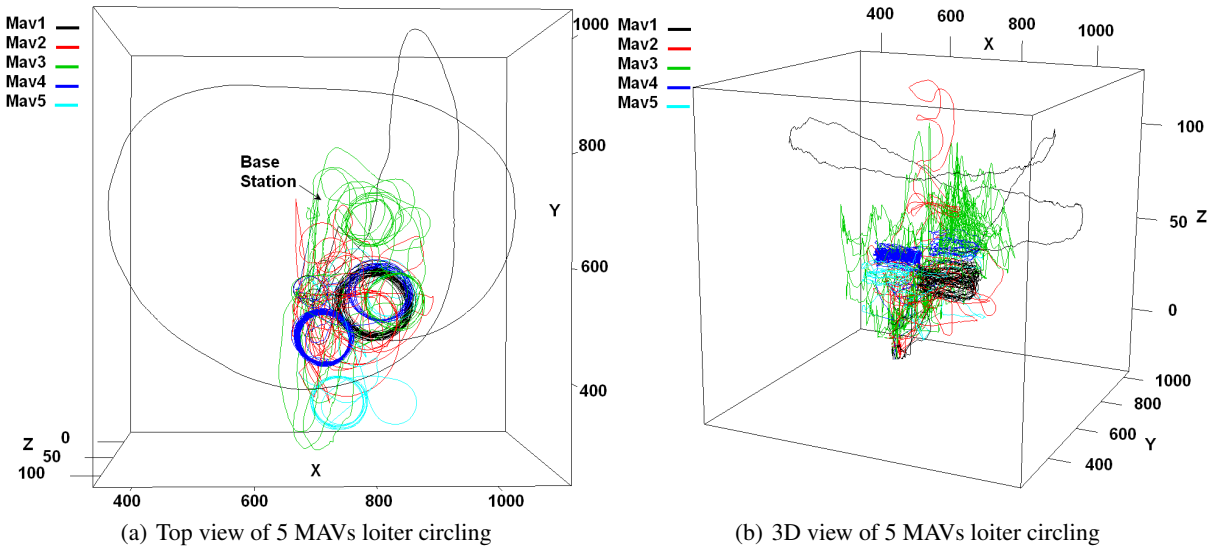 Mav1
Mav2
Mav3
Mav4
Mav5
Base
Station
1000
800
Y
600
400
Z
0
50
100
X
400
600
800
1000
(a) Top view of 5 MAVs loiter circling
Mav1
Mav2
Mav3
Mav4
Mav5
400
600
800
1000
X
100
50
Z
0
1000
800
600
Y
400
(b) 3D view of 5 MAVs loiter circling